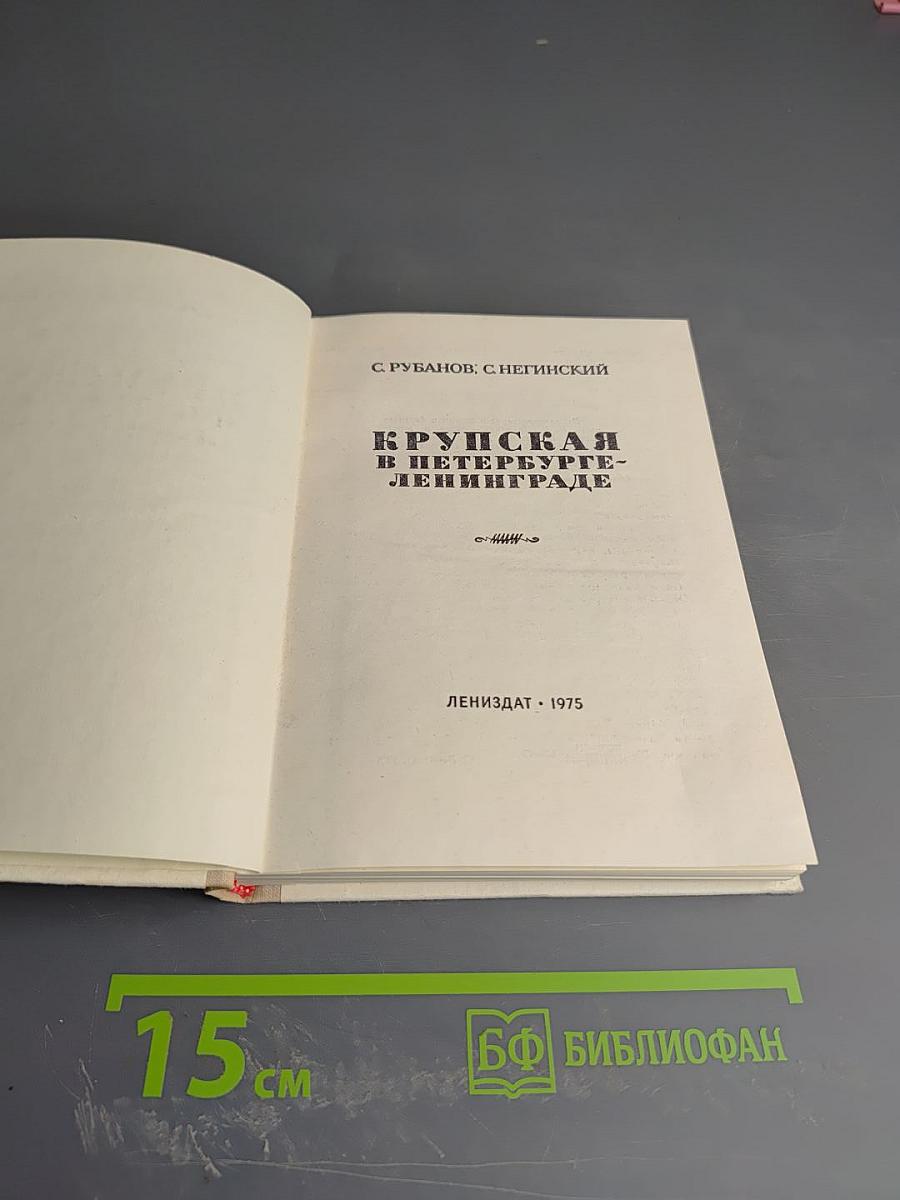 С. РУБАНОВ, С. НЕГИНСКИЙ
КРУПСКАЯ
В ПЕТЕРБУРГЕ-
ЛЕНИНГРАДЕ
ЛЕНИЗДАТ • 1975
15 см
БФ БИБЛИОФАН